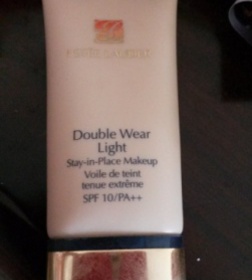 Double Wear
Light
Stay-in-Place Makeup
Voile de teint
tenue extrême
SPF 10/PA++